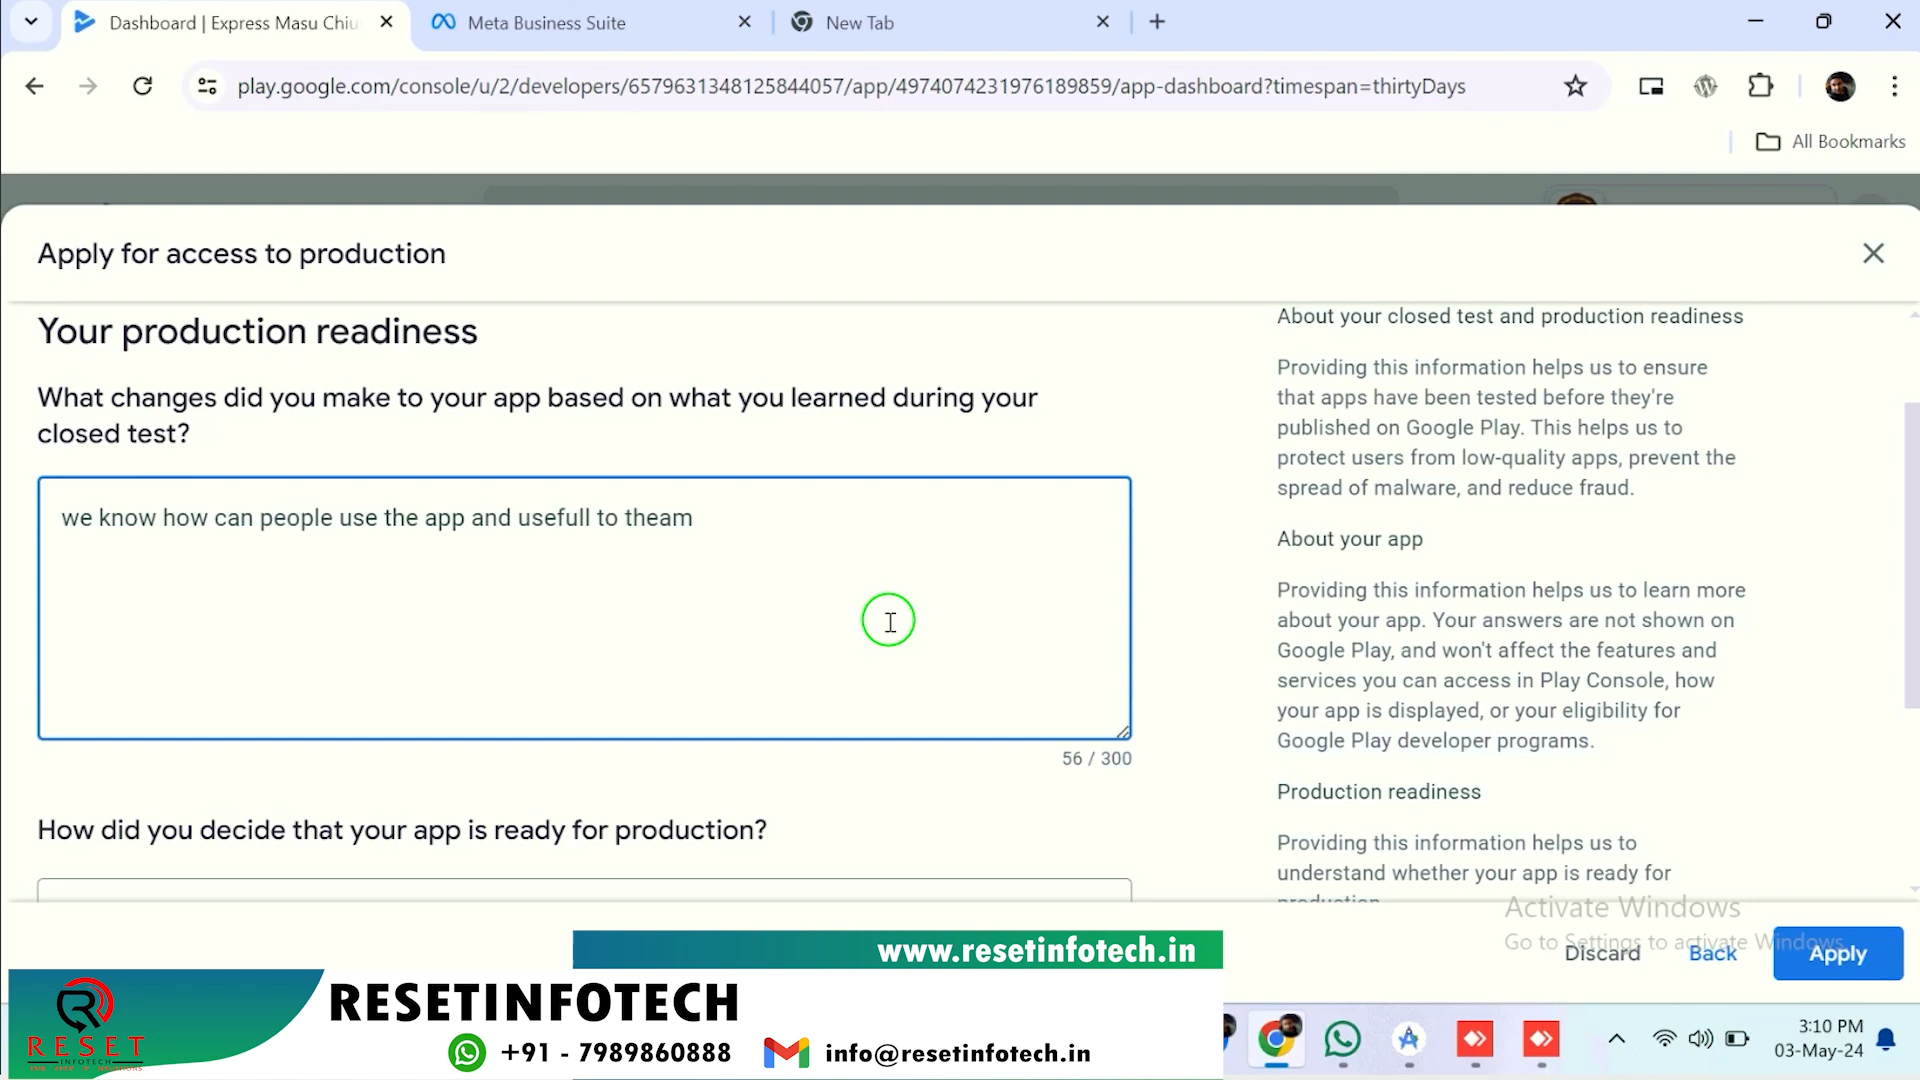 Dashboard | Express Masu Chiu
Meta Business Suite
New Tab
play.google.com/console/u/2/developers/6579631348125844057/app/4974074231976189859/app-dashboard?timespan=thirtyDays
All Bookmarks
Apply for access to production
Your production readiness
What changes did you make to your app based on what you learned during your
closed test?
we know how can people use the app and usefull to theam
56 / 300
How did you decide that your app is ready for production?
About your closed test and production readiness
Providing this information helps us to ensure
that apps have been tested before they're
published on Google Play. This helps us to
protect users from low-quality apps, prevent the
spread of malware, and reduce fraud.
About your app
Providing this information helps us to learn more
about your app. Your answers are not shown on
Google Play, and won't affect the features and
services you can access in Play Console, how
your app is displayed, or your eligibility for
Google Play developer programs.
Production readiness
Providing this information helps us to
understand whether your app is ready for
production.
Activate Windows
Go to Settings to activate Windows.
Discard
Back
Apply
www.resetinfotech.in
RESET
INFOTECH
RESETINFOTECH
+91 - 7989860888
info@resetinfotech.in
3:10 PM
03-May-24